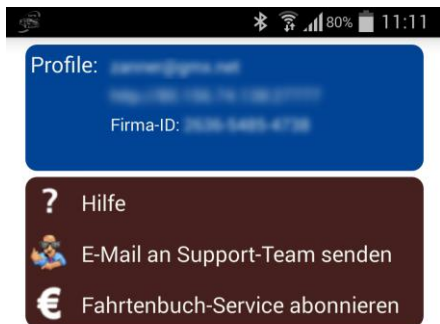 80% 11:11
Profile:
Firma-ID:
? Hilfe
E-Mail an Support-Team senden
€ Fahrtenbuch-Service abonnieren